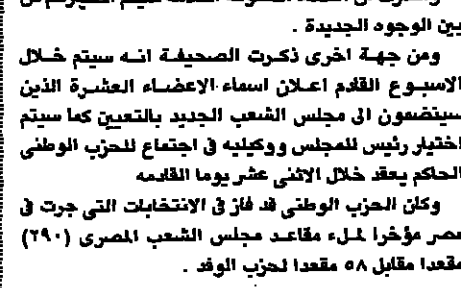 بين الوجوه الجديدة .
ومن جهة اخرى ذكرت الصحيفة انه سيتم خلال
الاسبوع القادم اعلان اسماء الاعضاء العشرة الذين
سينضمون الى مجلس الشعب الجديد بالتعيين كما سيتم
اختيار رئيس للمجلس ووكيليه في اجتماع للحزب الوطنى
الحاكم يعقد خلال الاثنى عشر يوما القادمه
وكان الحزب الوطنى قد فاز في الانتخابات التى جرت في
مصر مؤخرا لملء مقاعد مجلس الشعب المصرى (٢٩٠)
مقعدا مقابل ٥٨ مقعدا لحزب الوفد .